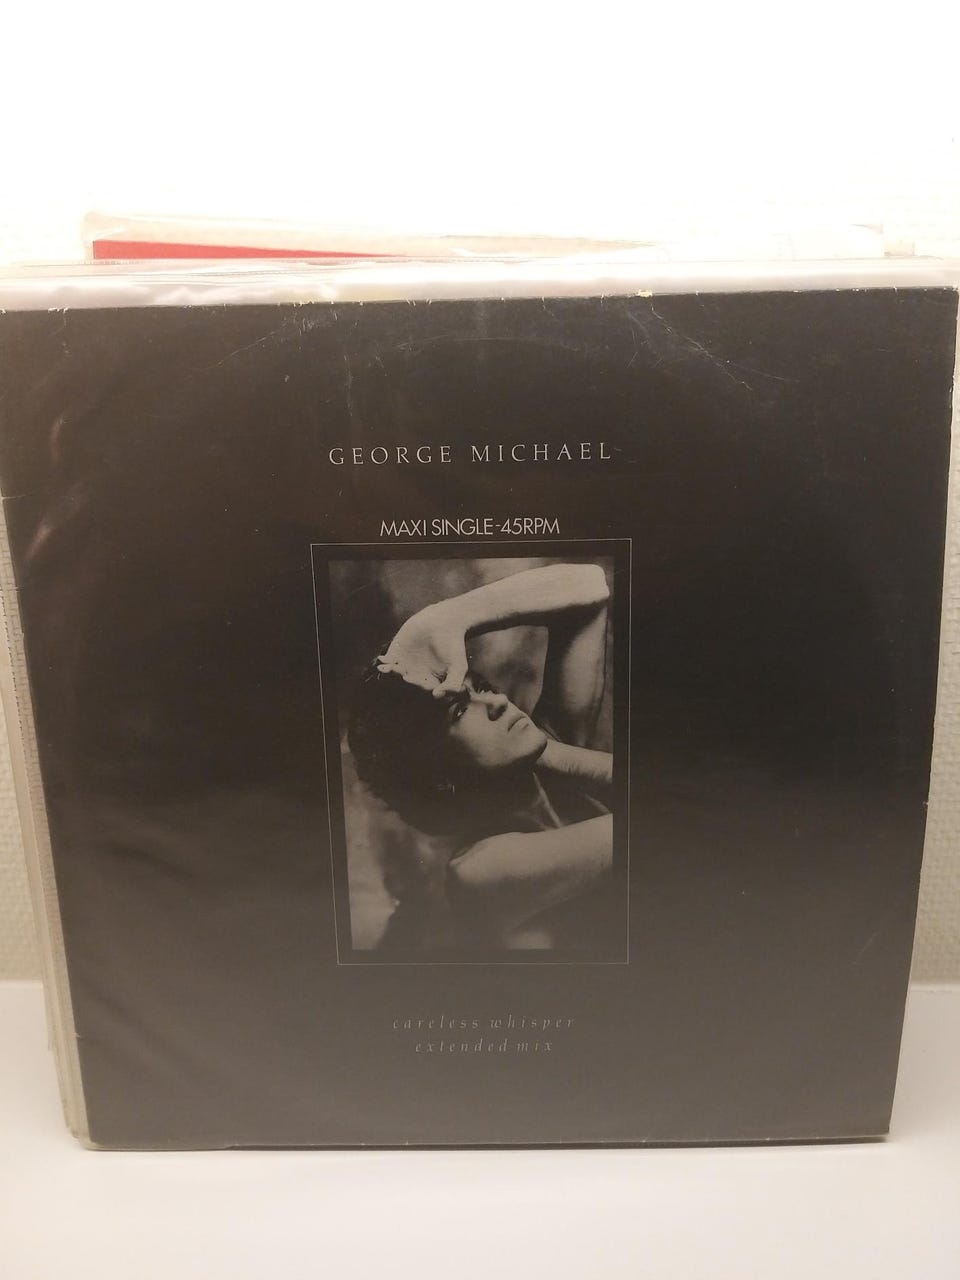 GEORGE MICHAEL
MAXI SINGLE-45RPM
careless whisper
extended mix